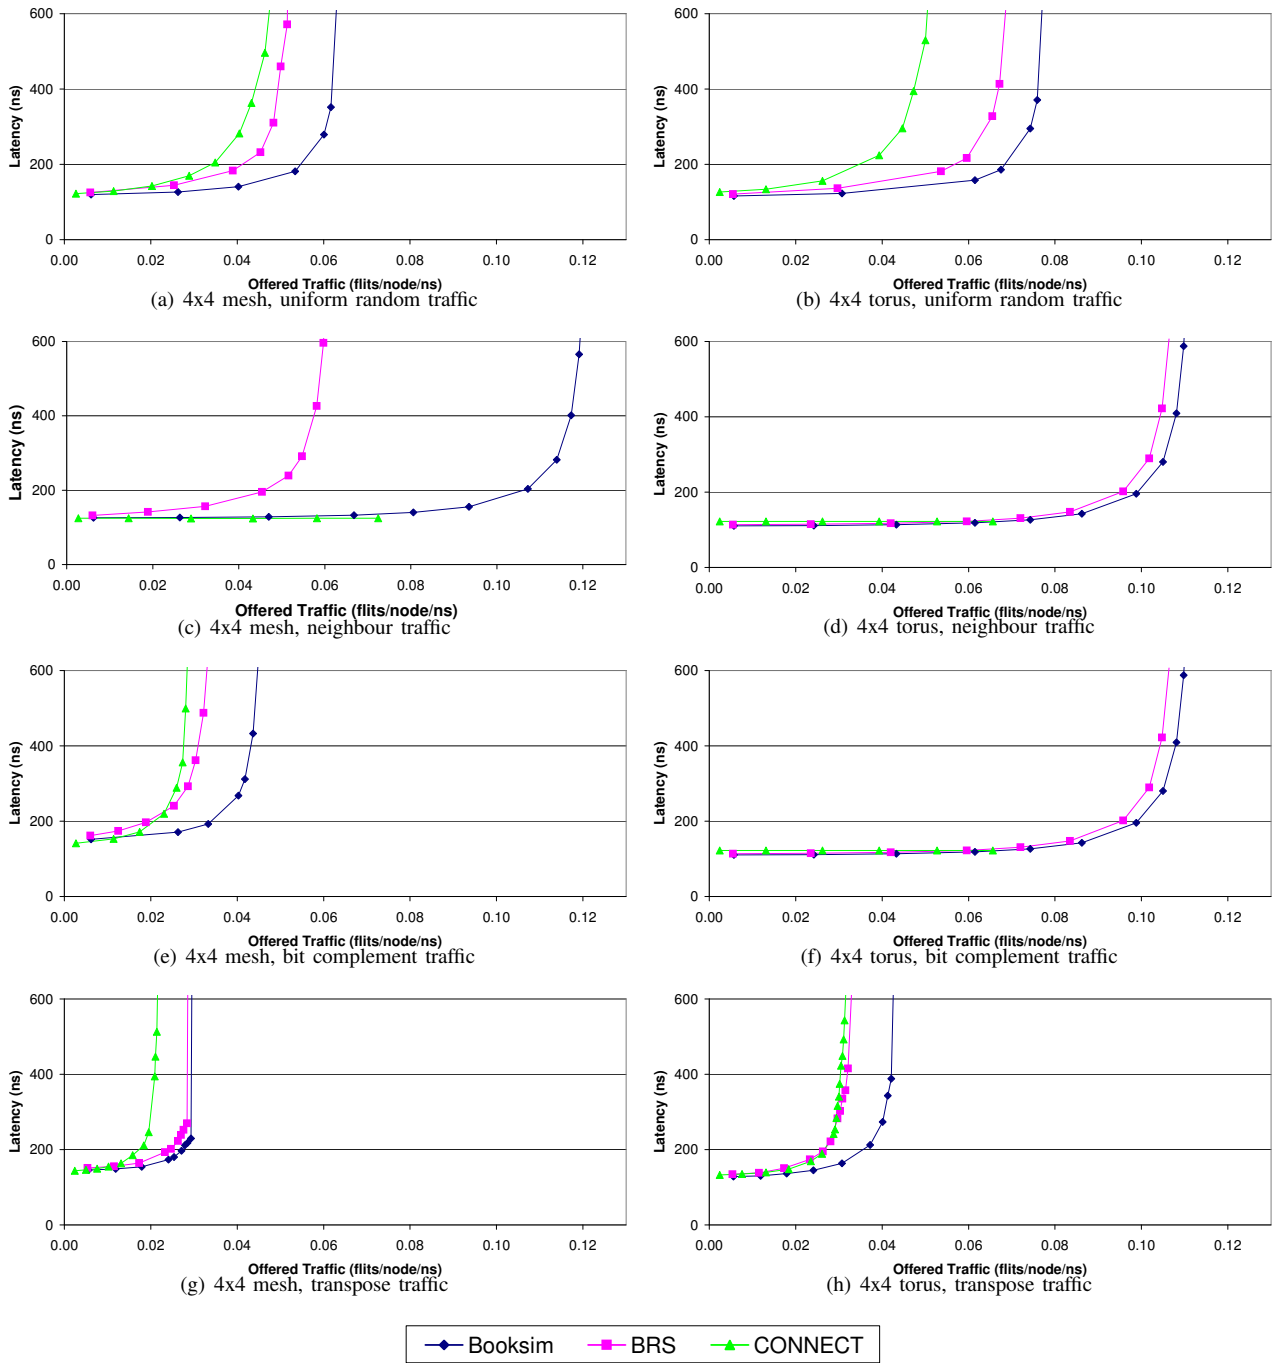 600
400
200
0
Latency (ns)
0.00 0.02 0.04 0.06 0.08 0.10 0.12
Offered Traffic (flits/node/ns)
(a) 4x4 mesh, uniform random traffic
600
400
200
0
Latency (ns)
0.00 0.02 0.04 0.06 0.08 0.10 0.12
Offered Traffic (flits/node/ns)
(b) 4x4 torus, uniform random traffic
600
400
200
0
Latency (ns)
0.00 0.02 0.04 0.06 0.08 0.10 0.12
Offered Traffic (flits/node/ns)
(c) 4x4 mesh, neighbour traffic
600
400
200
0
Latency (ns)
0.00 0.02 0.04 0.06 0.08 0.10 0.12
Offered Traffic (flits/node/ns)
(d) 4x4 torus, neighbour traffic
600
400
200
0
Latency (ns)
0.00 0.02 0.04 0.06 0.08 0.10 0.12
Offered Traffic (flits/node/ns)
(e) 4x4 mesh, bit complement traffic
600
400
200
0
Latency (ns)
0.00 0.02 0.04 0.06 0.08 0.10 0.12
Offered Traffic (flits/node/ns)
(f) 4x4 torus, bit complement traffic
600
400
200
0
Latency (ns)
0.00 0.02 0.04 0.06 0.08 0.10 0.12
Offered Traffic (flits/node/ns)
(g) 4x4 mesh, transpose traffic
600
400
200
0
Latency (ns)
0.00 0.02 0.04 0.06 0.08 0.10 0.12
Offered Traffic (flits/node/ns)
(h) 4x4 torus, transpose traffic
Booksim BRS CONNECT